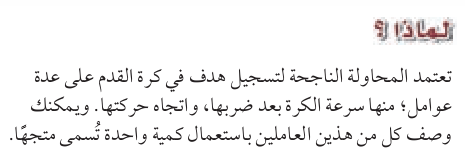 لماذا ؟
تعتمد المحاولة الناجحة لتسجيل هدف في كرة القدم على عدة
عوامل؛ منها سرعة الكرة بعد ضربها، واتجاه حركتها. ويمكنك
وصف كل من هذين العاملين باستعمال كمية واحدة تُسمى متجهًا.